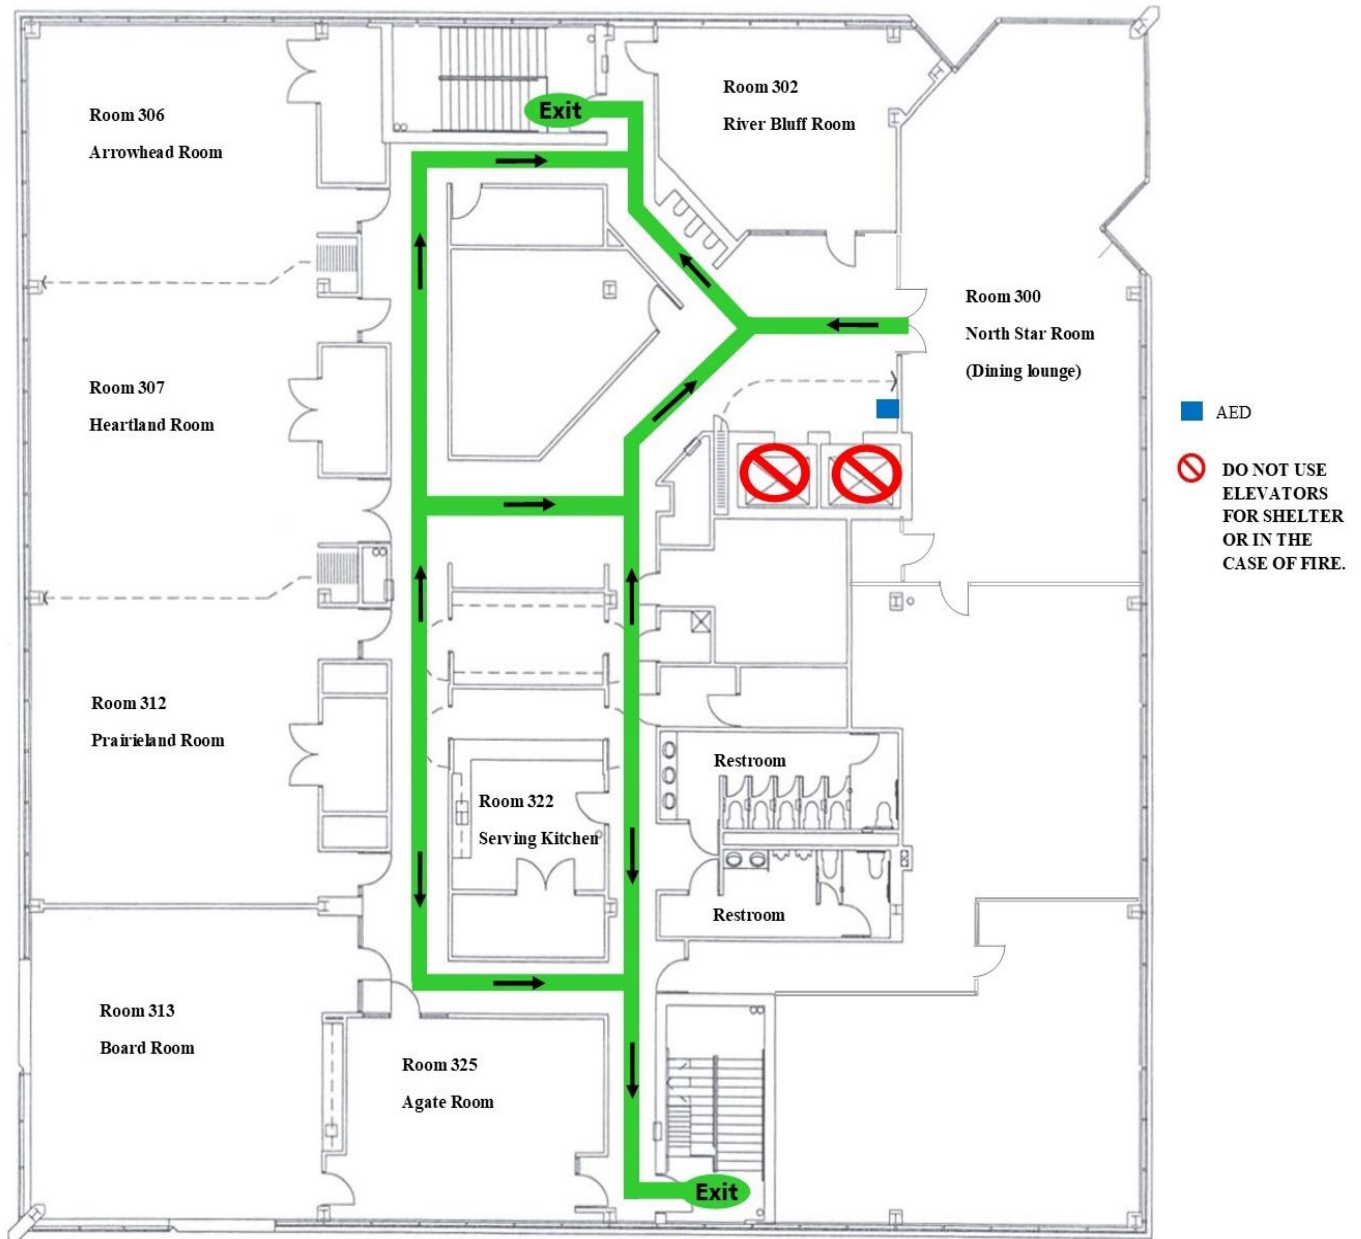 Exit
Room 302
River Bluff Room
Room 306
Arrowhead Room
Room 300
North Star Room
(Dining lounge)
Room 307
Heartland Room
AED
DO NOT USE
ELEVATORS
FOR SHELTER
OR IN THE
CASE OF FIRE.
Room 312
Prairieland Room
Restroom
Room 322
Serving Kitchen
Restroom
Room 313
Board Room
Room 325
Agate Room
Exit